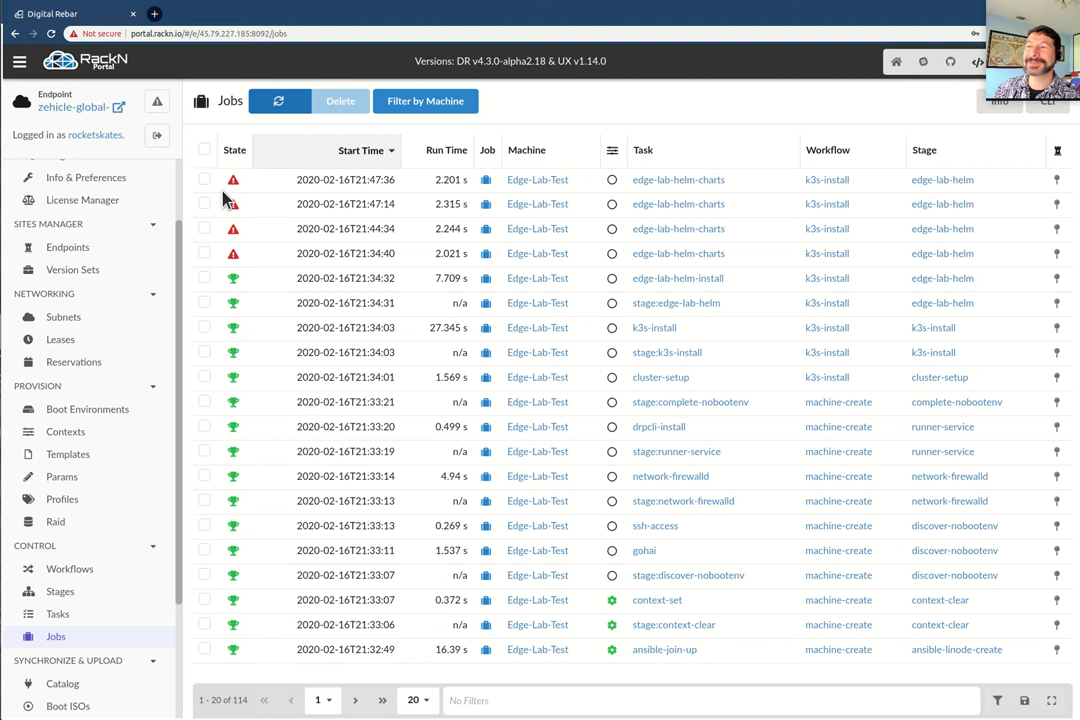 Digital Rebar
Not secure
portal.rackn.io/#/e/45.79.227.185:8092/jobs
RackN
Portal
Versions: DR v4.3.0-alpha2.18 & UX v1.14.0
Endpoint
zehicle-global-
Logged in as rocketskates.
Info & Preferences
License Manager
SITES MANAGER
Endpoints
Version Sets
NETWORKING
Subnets
Leases
Reservations
PROVISION
Boot Environments
Contexts
Templates
Params
Profiles
Raid
CONTROL
Workflows
Stages
Tasks
Jobs
SYNCHRONIZE & UPLOAD
Catalog
Boot ISOs
Jobs
Delete
Filter by Machine
State Start Time Run Time Job Machine Task Workflow Stage
2020-02-16T21:47:36 2.201 s Edge-Lab-Test edge-lab-helm-charts k3s-install edge-lab-helm
2020-02-16T21:47:14 2.315 s Edge-Lab-Test edge-lab-helm-charts k3s-install edge-lab-helm
2020-02-16T21:44:34 2.244 s Edge-Lab-Test edge-lab-helm-charts k3s-install edge-lab-helm
2020-02-16T21:34:40 2.021 s Edge-Lab-Test edge-lab-helm-charts k3s-install edge-lab-helm
2020-02-16T21:34:32 7.709 s Edge-Lab-Test edge-lab-helm-install k3s-install edge-lab-helm
2020-02-16T21:34:31 n/a Edge-Lab-Test stage:edge-lab-helm k3s-install edge-lab-helm
2020-02-16T21:34:03 27.345 s Edge-Lab-Test k3s-install k3s-install k3s-install
2020-02-16T21:34:03 n/a Edge-Lab-Test stage:k3s-install k3s-install k3s-install
2020-02-16T21:34:01 1.569 s Edge-Lab-Test cluster-setup k3s-install cluster-setup
2020-02-16T21:33:21 n/a Edge-Lab-Test stage:complete-nobootenv machine-create complete-nobootenv
2020-02-16T21:33:20 0.499 s Edge-Lab-Test drpcli-install machine-create runner-service
2020-02-16T21:33:19 n/a Edge-Lab-Test stage:runner-service machine-create runner-service
2020-02-16T21:33:14 4.94 s Edge-Lab-Test network-firewalld machine-create network-firewalld
2020-02-16T21:33:13 n/a Edge-Lab-Test stage:network-firewalld machine-create network-firewalld
2020-02-16T21:33:13 0.269 s Edge-Lab-Test ssh-access machine-create discover-nobootenv
2020-02-16T21:33:11 1.537 s Edge-Lab-Test gohai machine-create discover-nobootenv
2020-02-16T21:33:07 n/a Edge-Lab-Test stage:discover-nobootenv machine-create discover-nobootenv
2020-02-16T21:33:07 0.372 s Edge-Lab-Test context-set machine-create context-clear
2020-02-16T21:33:06 n/a Edge-Lab-Test stage:context-clear machine-create context-clear
2020-02-16T21:32:49 16.39 s Edge-Lab-Test ansible-join-up machine-create ansible-linode-create
1 - 20 of 114 1 20 No Filters